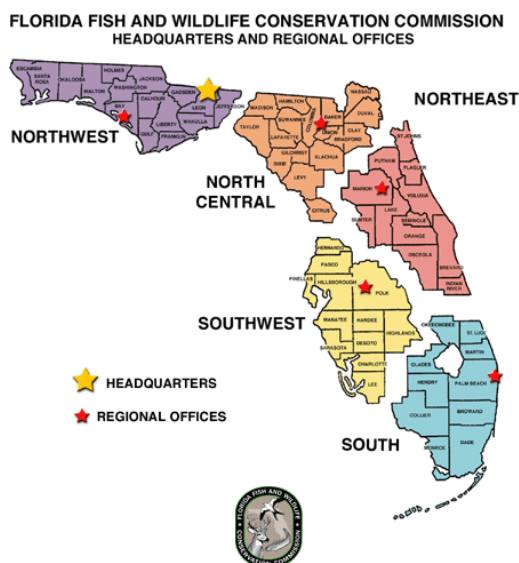 FLORIDA FISH AND WILDLIFE CONSERVATION COMMISSION
HEADQUARTERS AND REGIONAL OFFICES
NORTHWEST
ESCAMBIA
SANTA ROSA
OKALOOSA
WALTON
HOLMES
WASHINGTON
JACKSON
BAY
CALHOUN
GULF
LIBERTY
GADSDEN
FRANKLIN
LEON
WAKULLA
JEFFERSON
NORTH CENTRAL
MADISON
TAYLOR
HAMILTON
SUWANNEE
LAFAYETTE
DIXIE
GILCHRIST
LEVY
CITRUS
ALACHUA
UNION
BRADFORD
BAKER
NASSAU
DUVAL
CLAY
NORTHEAST
ST JOHNS
PUTNAM
FLAGLER
MARION
VOLUSIA
LAKE
SUMTER
SEMINOLE
ORANGE
OSCEOLA
BREVARD
INDIAN RIVER
SOUTHWEST
HERNANDO
PASCO
PINELLAS
HILLSBOROUGH
POLK
MANATEE
HARDEE
HIGHLANDS
SARASOTA
DESOTO
CHARLOTTE
LEE
SOUTH
OKEECHOBEE
ST. LUCIE
MARTIN
GLADES
HENDRY
PALM BEACH
COLLIER
BROWARD
MONROE
DADE
HEADQUARTERS
REGIONAL OFFICES
FLORIDA FISH AND WILDLIFE
CONSERVATION COMMISSION